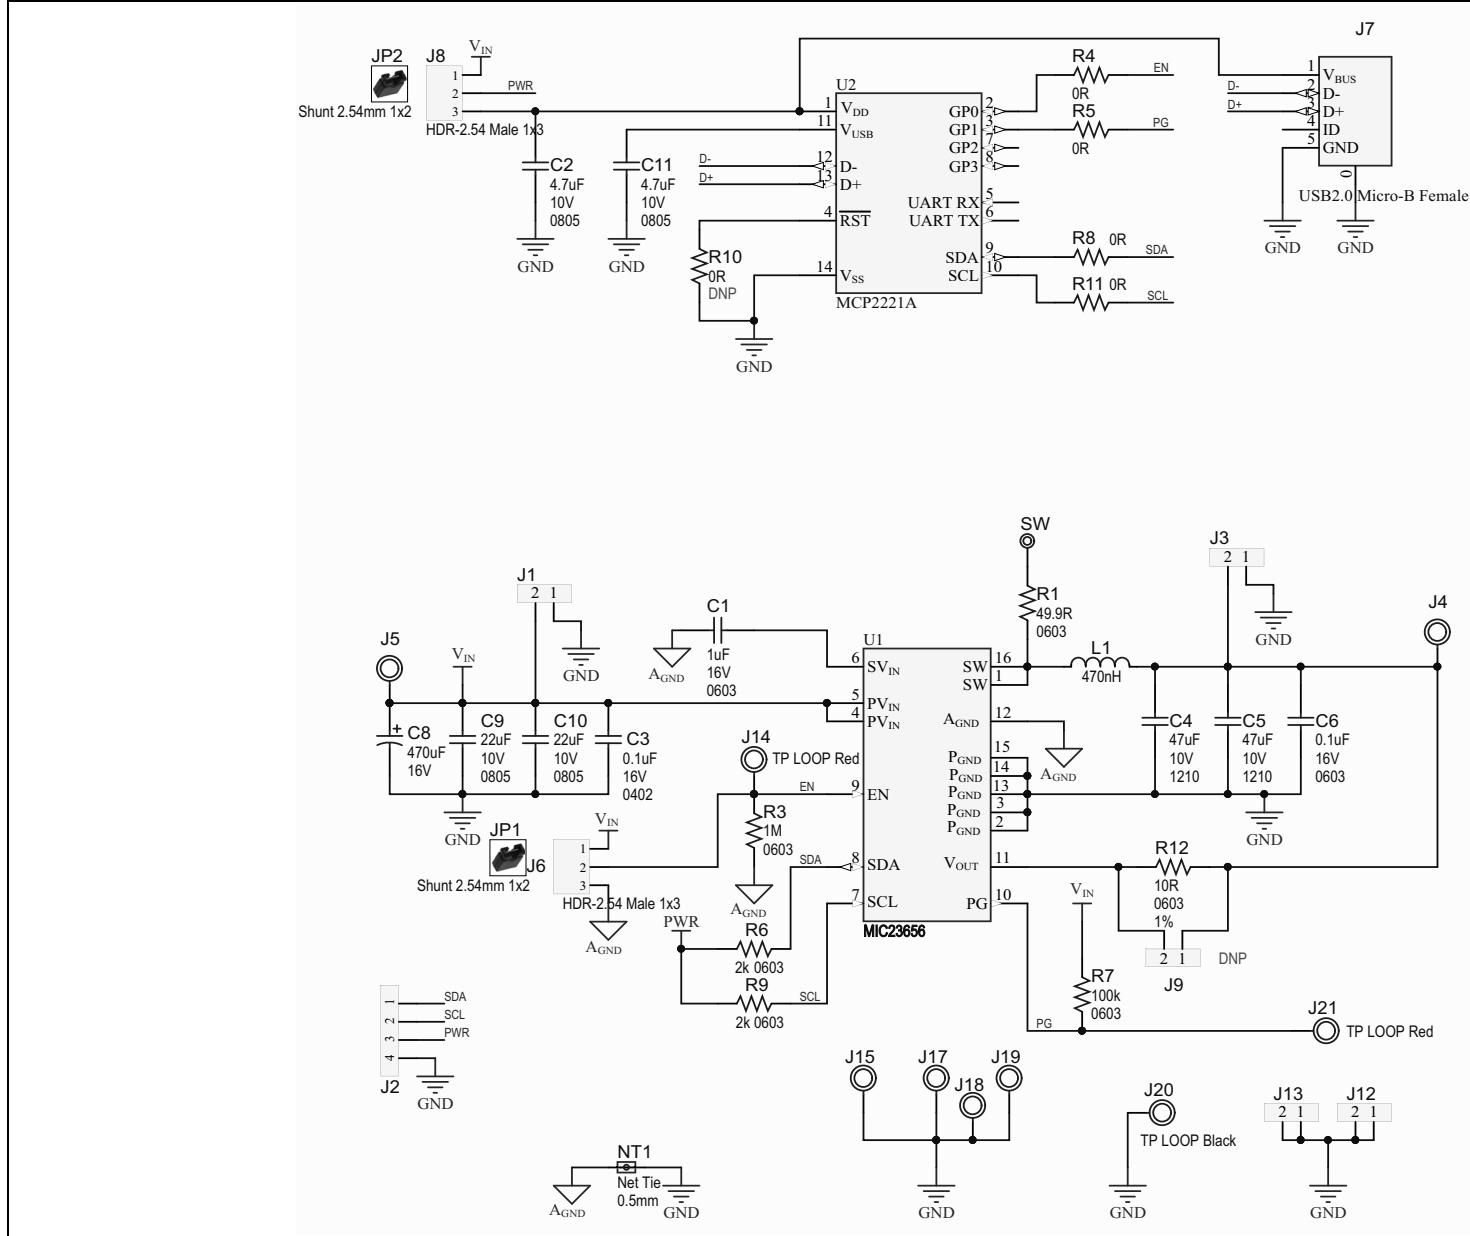 J7
JP2
J8
VIN
1
2
3
PWR
Shunt 2.54mm 1x2
HDR-2.54 Male 1x3
C2
4.7uF
10V
0805
GND
C11
4.7uF
10V
0805
GND
D-
D+
R10
0R
DNP
GND
U2
1 VDD
11 VUSB
12 D-
13 D+
4 RST
14 VSS
GP0 2
GP1 3
GP2 7
GP3 8
UART RX 5
UART TX 6
SDA 9
SCL 10
MCP2221A
R4
0R
EN
R5
0R
PG
R8 0R
SDA
R11 0R
SCL
D-
D+
1 VBUS
2 D-
3 D+
4 ID
5 GND
0
USB2.0 Micro-B Female
GND
GND
SW
R1
49.9R
0603
J3
2 1
GND
J4
J1
2 1
GND
J5
VIN
C1
1uF
16V
0603
AGND
U1
6 SVIN
5 PVIN
4 PVIN
9 EN
8 SDA
7 SCL
SW 16
SW 1
AGND 12
PGND 15
PGND 14
PGND 13
PGND 3
PGND 2
VOUT 11
PG 10
MIC23656
L1
470nH
AGND
C8
470uF
16V
+
C9
22uF
10V
0805
C10
22uF
10V
0805
C3
0.1uF
16V
0402
GND
C4
47uF
10V
1210
C5
47uF
10V
1210
C6
0.1uF
16V
0603
GND
J14
TP LOOP Red
EN
R3
1M
0603
AGND
JP1
Shunt 2.54mm 1x2
J6
VIN
1
2
3
HDR-2.54 Male 1x3
AGND
SDA
PWR
R6
2k 0603
R9
2k 0603
SCL
R12
10R
0603
1%
2 1
J9
DNP
VIN
R7
100k
0603
PG
J21
TP LOOP Red
1
2
3
4
SDA
SCL
PWR
J2
GND
J15
J17
J18
J19
GND
J20
TP LOOP Black
GND
J13
2 1
J12
2 1
GND
NT1
Net Tie
0.5mm
AGND
GND